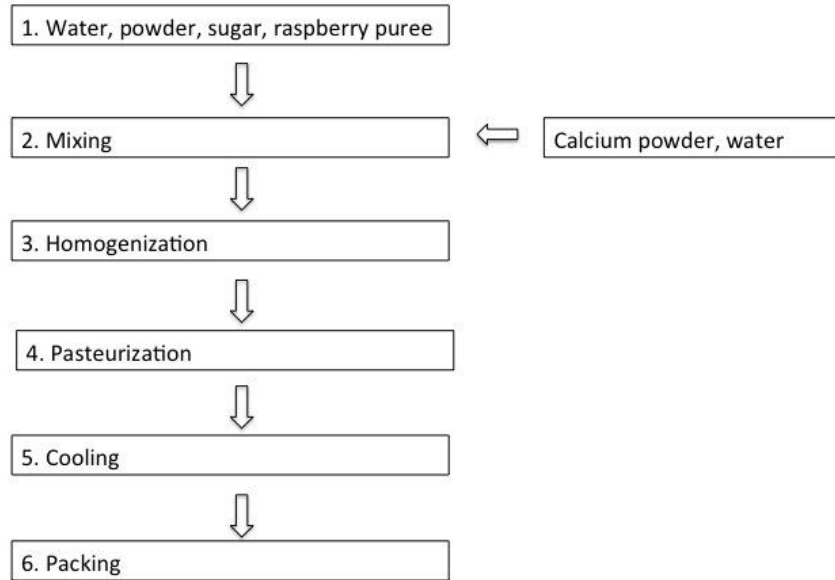 1. Water, powder, sugar, raspberry puree
2. Mixing
Calcium powder, water
3. Homogenization
4. Pasteurization
5. Cooling
6. Packing